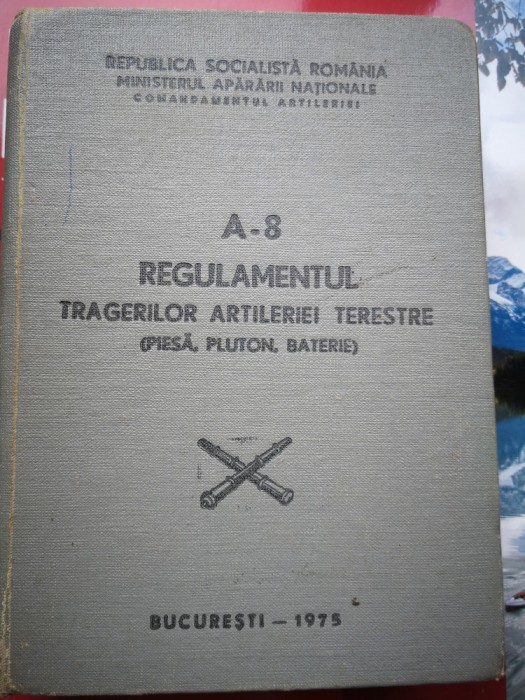 REPUBLICA SOCIALISTĂ ROMÂNIA
MINISTERUL APĂRĂRII NAȚIONALE
COMANDAMENTUL ARTILERIEI
A-8
REGULAMENTUL
TRAGERILOR ARTILERIEI TERESTRE
(PIESĂ, PLUTON, BATERIE)
BUCUREȘTI — 1975